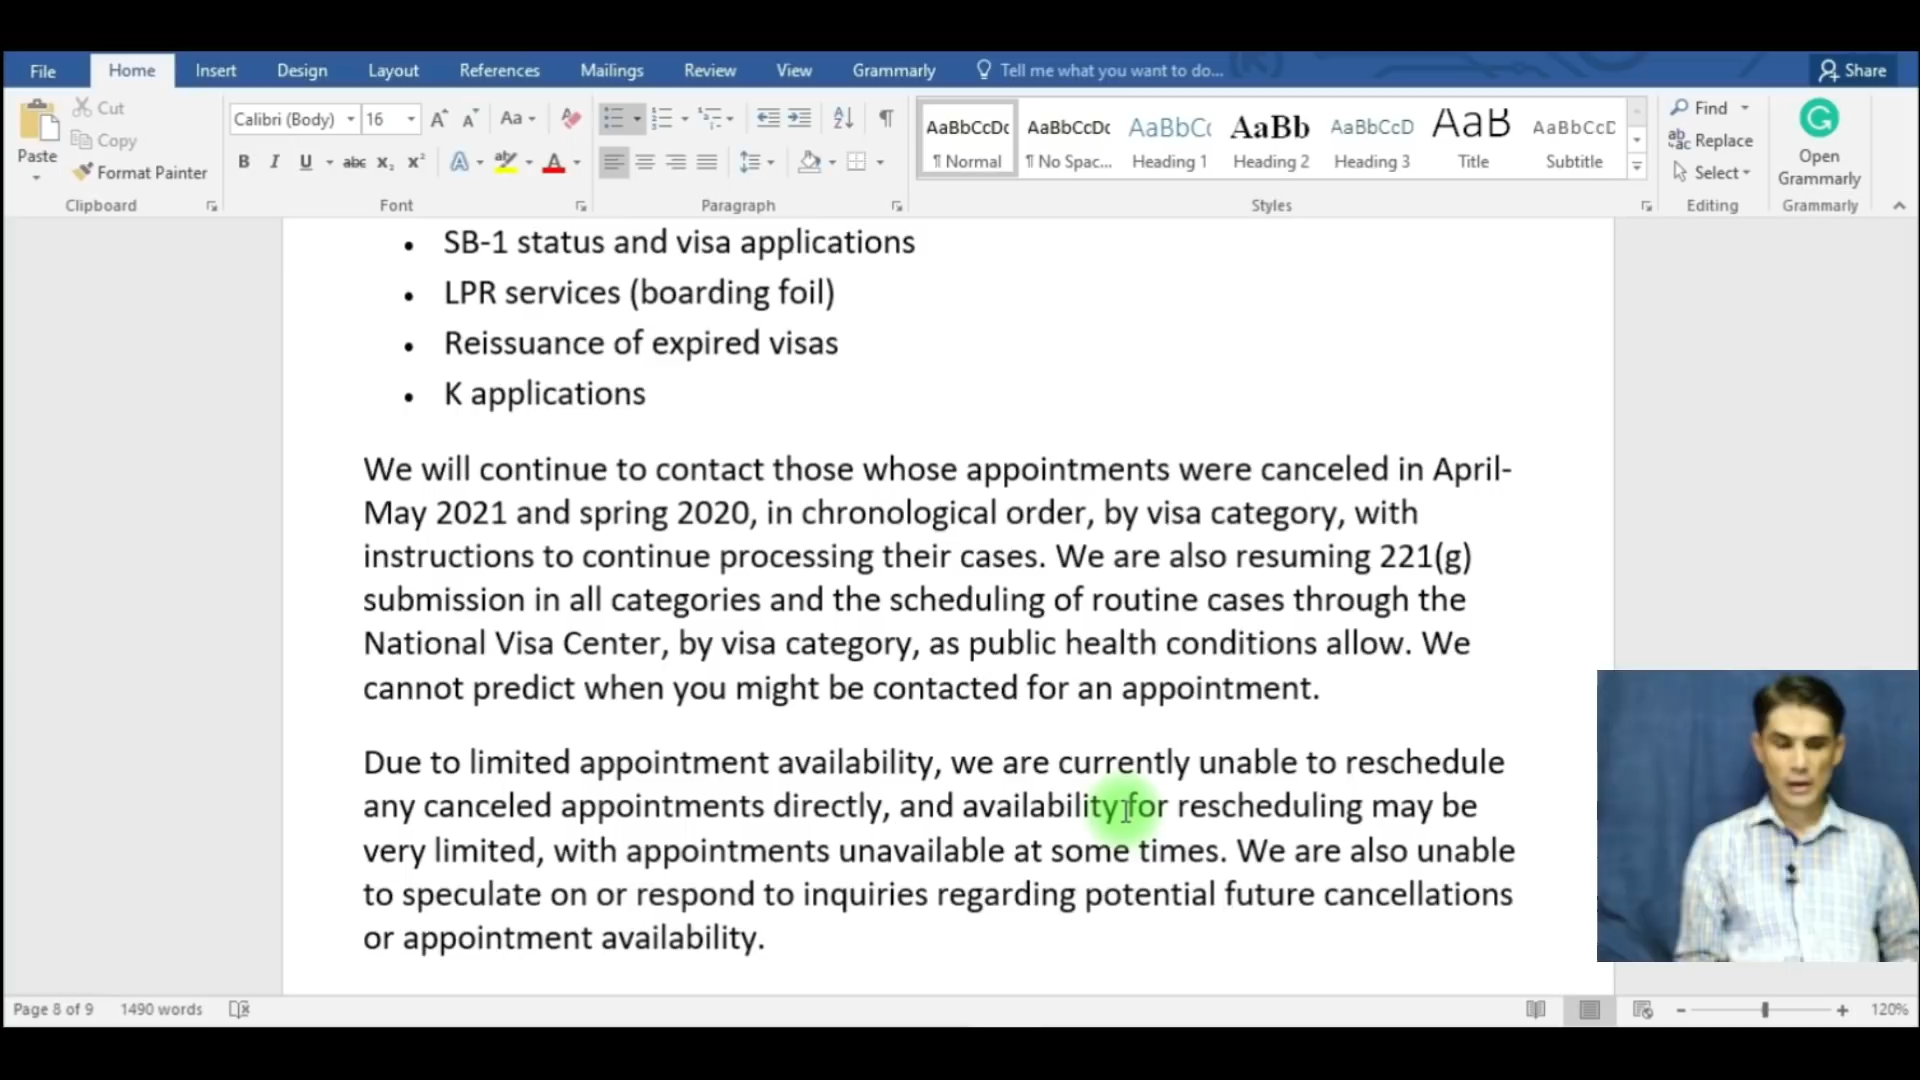 File Home Insert Design Layout References Mailings Review View Grammarly Tell me what you want to do... Share
Cut
Copy
Format Painter
Paste
Clipboard
Calibri (Body) 16 Aa
B I U abc x₂ x² A ab A
Font
Paragraph
AaBbCcDc AaBbCcDc AaBbC( AaBb AaBbCcD AaB AaBbCcD
¶ Normal ¶ No Spac... Heading 1 Heading 2 Heading 3 Title Subtitle
Styles
Find
Replace
Select
Editing
Open
Grammarly
Grammarly
• SB-1 status and visa applications
• LPR services (boarding foil)
• Reissuance of expired visas
• K applications
We will continue to contact those whose appointments were canceled in April-
May 2021 and spring 2020, in chronological order, by visa category, with
instructions to continue processing their cases. We are also resuming 221(g)
submission in all categories and the scheduling of routine cases through the
National Visa Center, by visa category, as public health conditions allow. We
cannot predict when you might be contacted for an appointment.
Due to limited appointment availability, we are currently unable to reschedule
any canceled appointments directly, and availability for rescheduling may be
very limited, with appointments unavailable at some times. We are also unable
to speculate on or respond to inquiries regarding potential future cancellations
or appointment availability.
Page 8 of 9 1490 words 120%